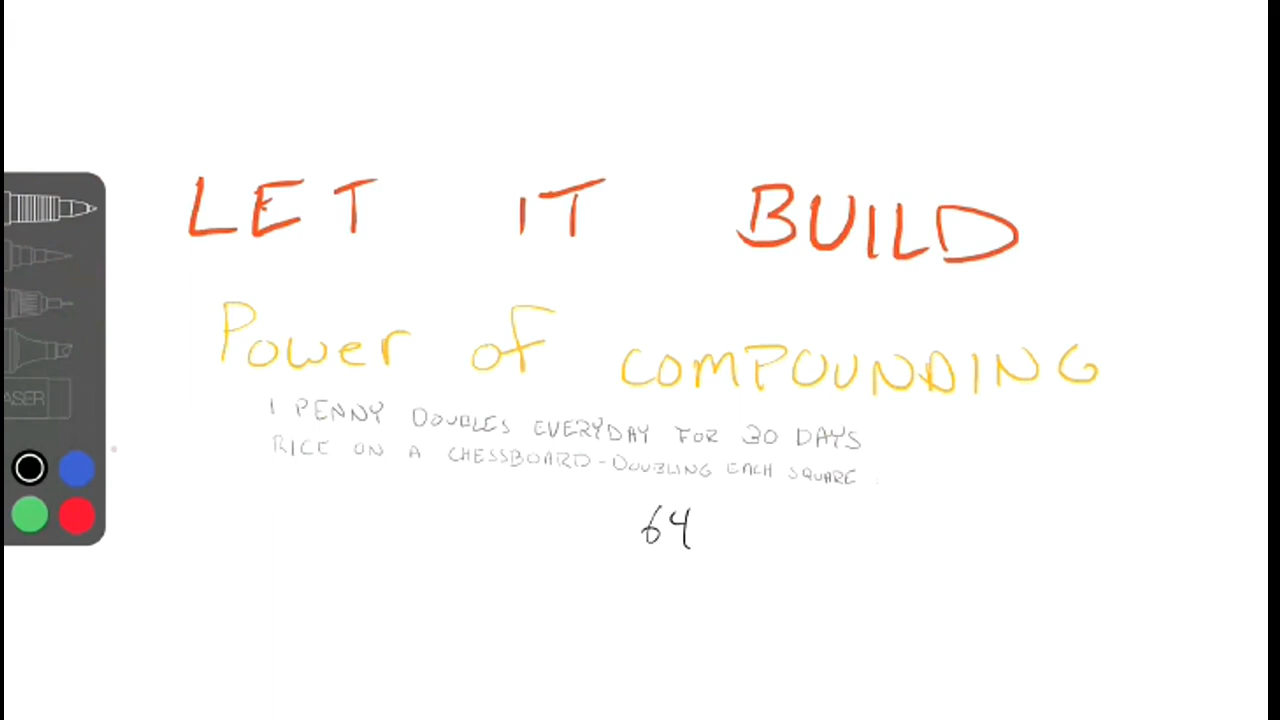 LET IT BUILD
Power of COMPOUNDING
1 PENNY DOUBLES EVERYDAY FOR 30 DAYS
RICE ON A CHESSBOARD - DOUBLING EACH SQUARE
64
ASER